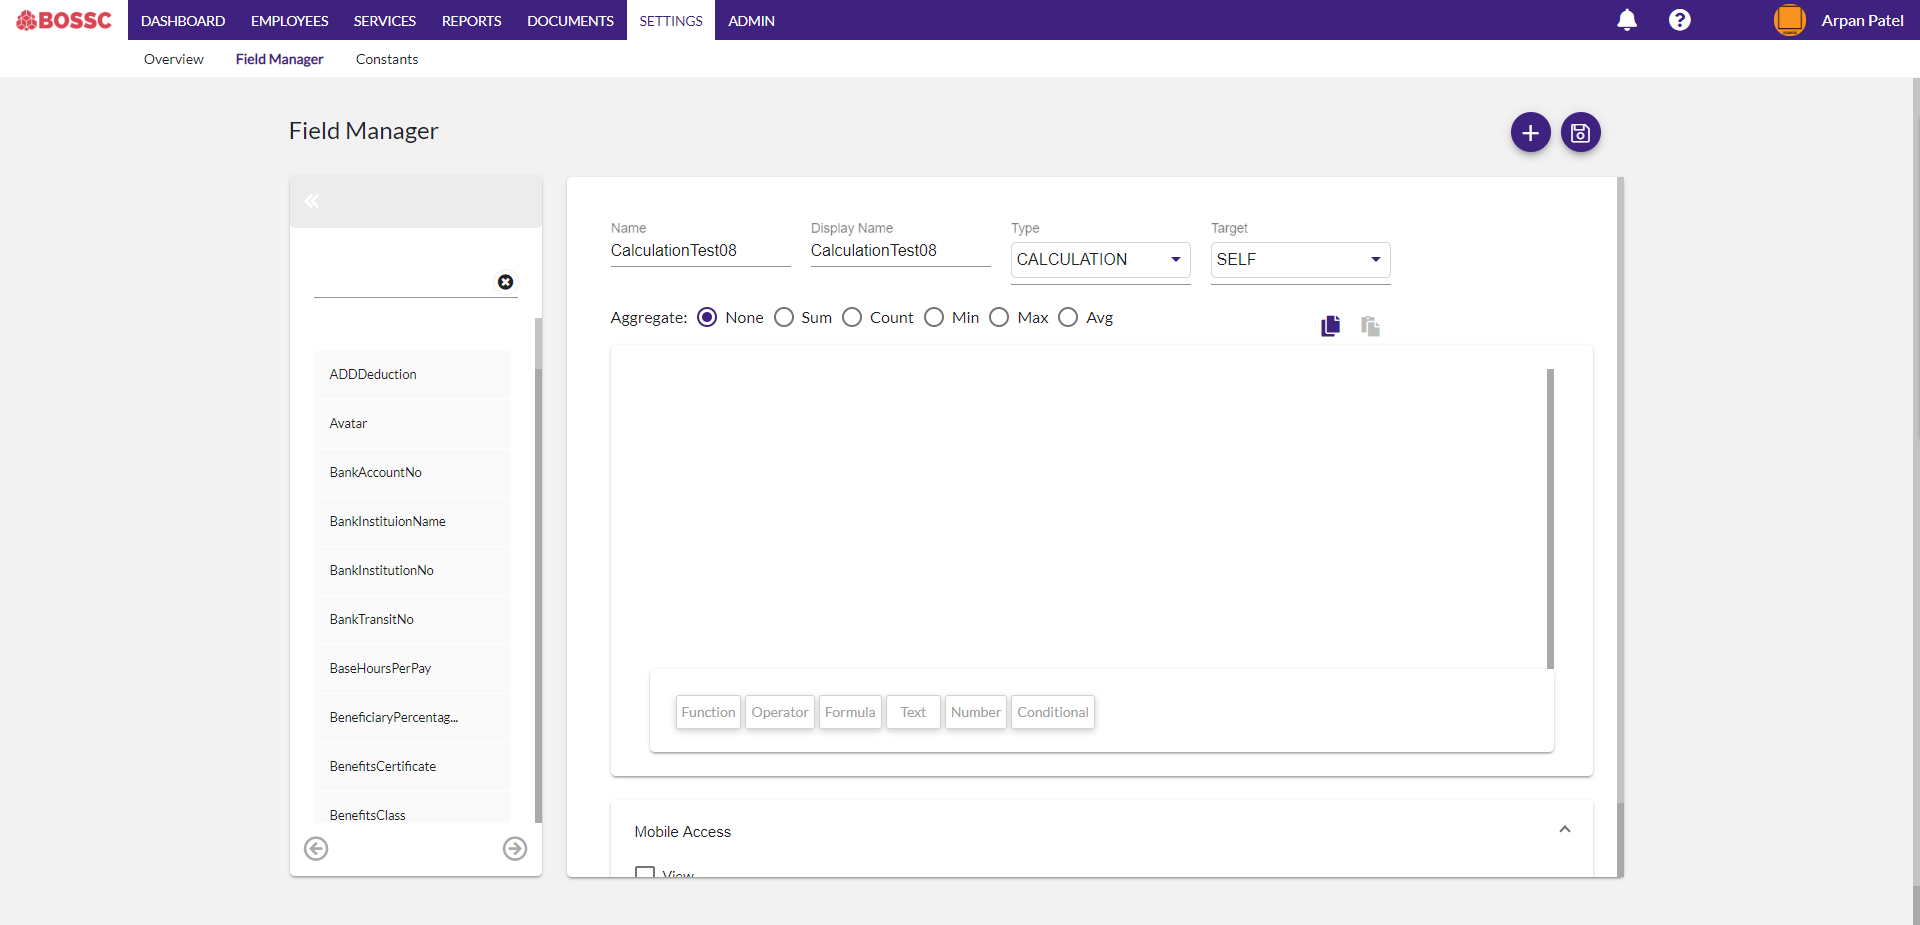 BOSSC DASHBOARD EMPLOYEES SERVICES REPORTS DOCUMENTS SETTINGS ADMIN Arpan Patel
Overview Field Manager Constants
Field Manager
Name Display Name Type Target
CalculationTest08 CalculationTest08 CALCULATION SELF
Aggregate: None Sum Count Min Max Avg
ADDDeduction
Avatar
BankAccountNo
BankInstituionName
BankInstitutionNo
BankTransitNo
BaseHoursPerPay
BeneficiaryPercentag...
BenefitsCertificate
BenefitsClass
Function Operator Formula Text Number Conditional
Mobile Access
View